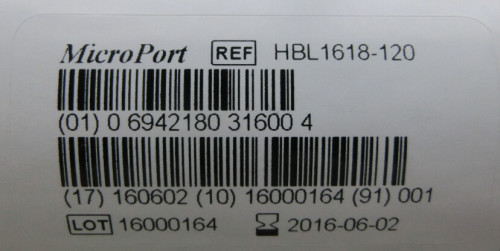 MicroPort REF HBL1618-120
(01) 0 6942180 31600 4
(17) 160602 (10) 16000164 (91) 001
LOT 16000164 2016-06-02